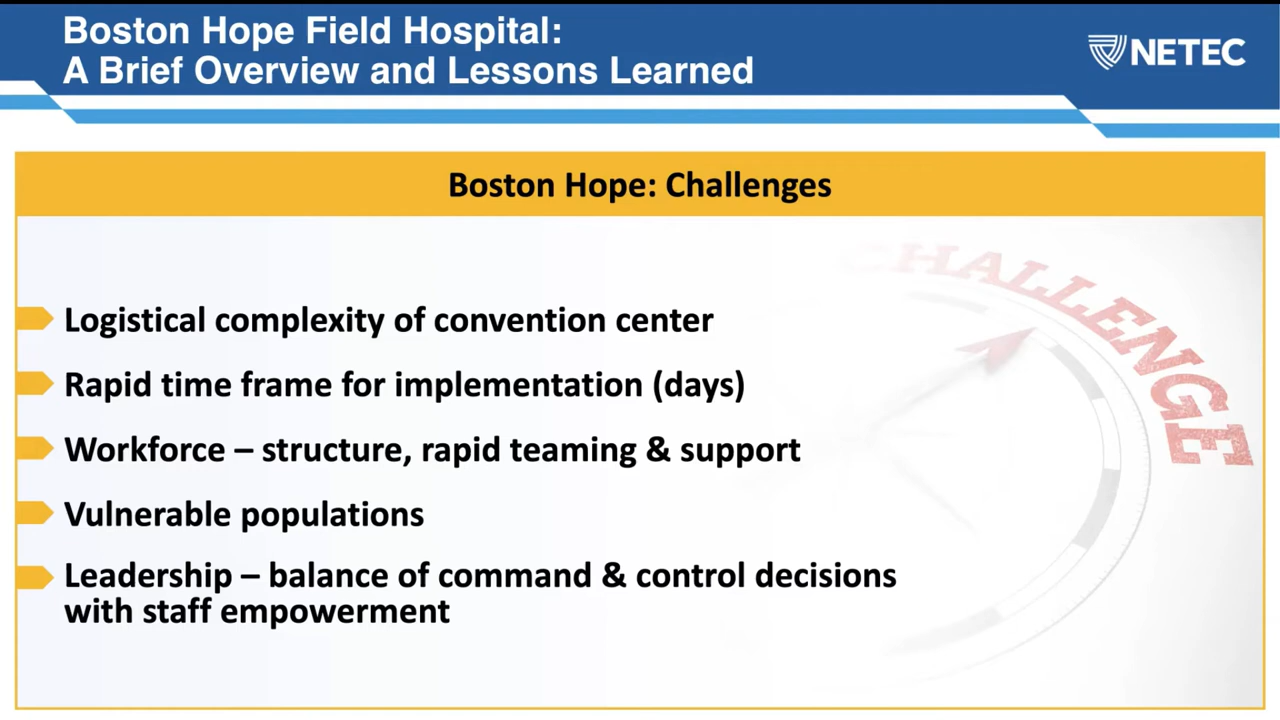 Boston Hope Field Hospital:
A Brief Overview and Lessons Learned
NETEC
Boston Hope: Challenges
CHALLENGE
Logistical complexity of convention center
Rapid time frame for implementation (days)
Workforce – structure, rapid teaming & support
Vulnerable populations
Leadership – balance of command & control decisions
with staff empowerment